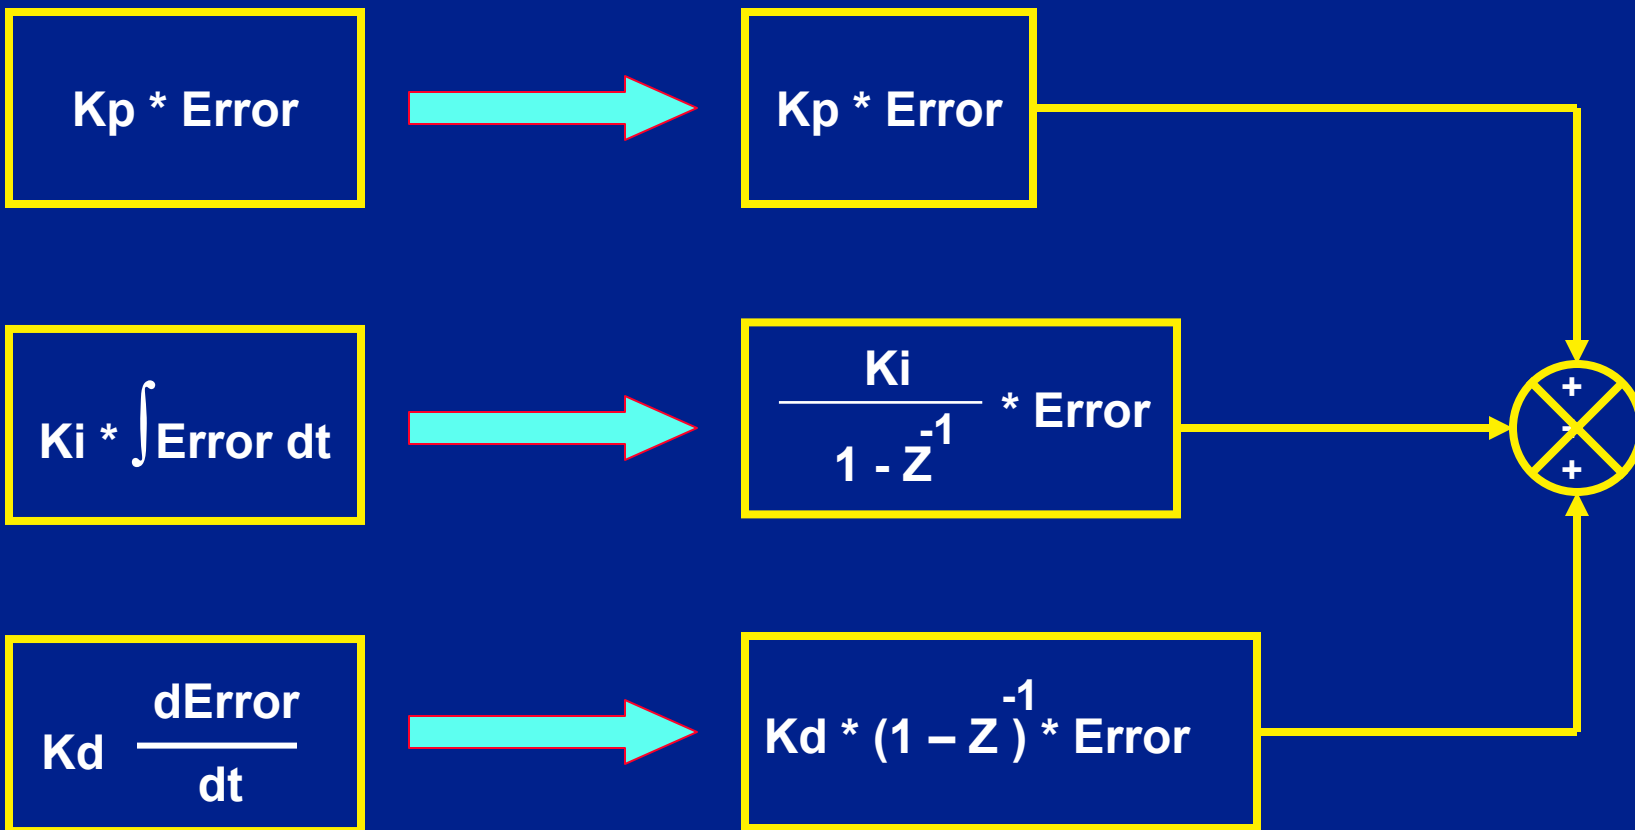 Kp * Error
Kp * Error
Ki * ∫Error dt
Ki
* Error
1 - Z
-1
Kd
dError
dt
Kd * (1 – Z
-1
) * Error
+
+